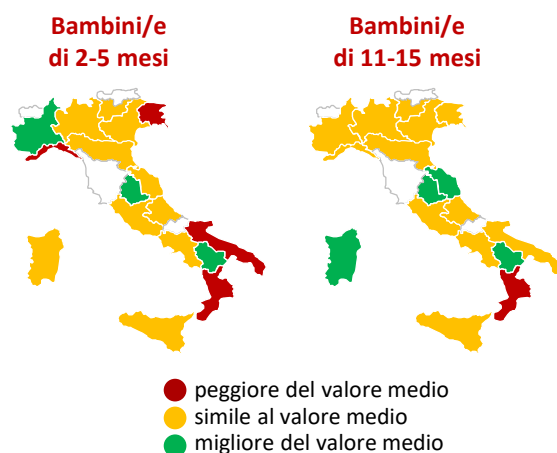 Bambini/e
di 2-5 mesi
Bambini/e
di 11-15 mesi
peggiore del valore medio
simile al valore medio
migliore del valore medio